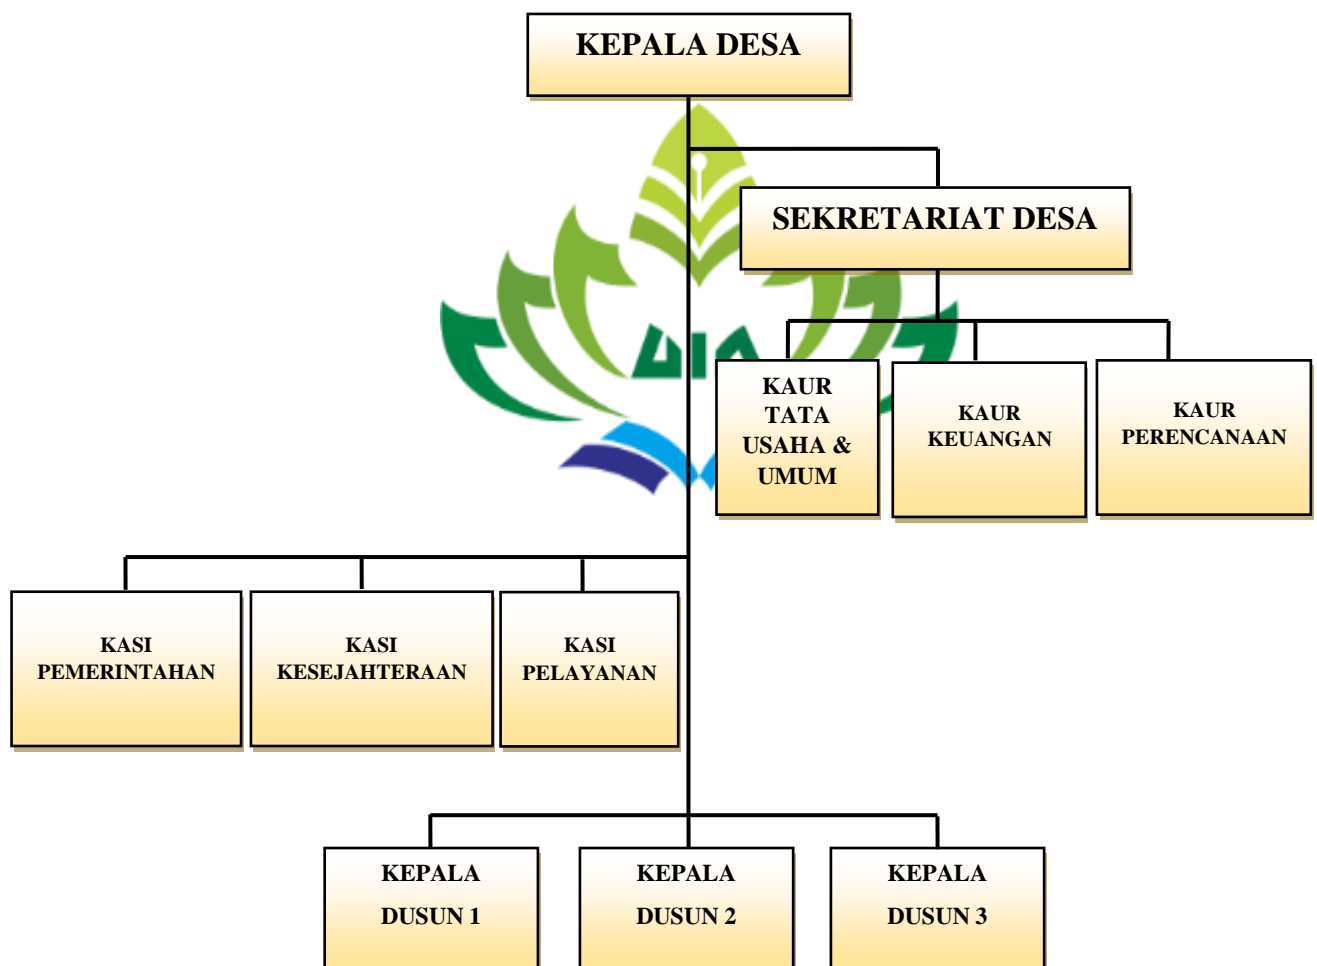 KEPALA DESA
SEKRETARIAT DESA
KAUR
TATA
USAHA &
UMUM
KAUR
KEUANGAN
KAUR
PERENCANAAN
KASI
PEMERINTAHAN
KASI
KESEJAHTERAAN
KASI
PELAYANAN
KEPALA
DUSUN 1
KEPALA
DUSUN 2
KEPALA
DUSUN 3